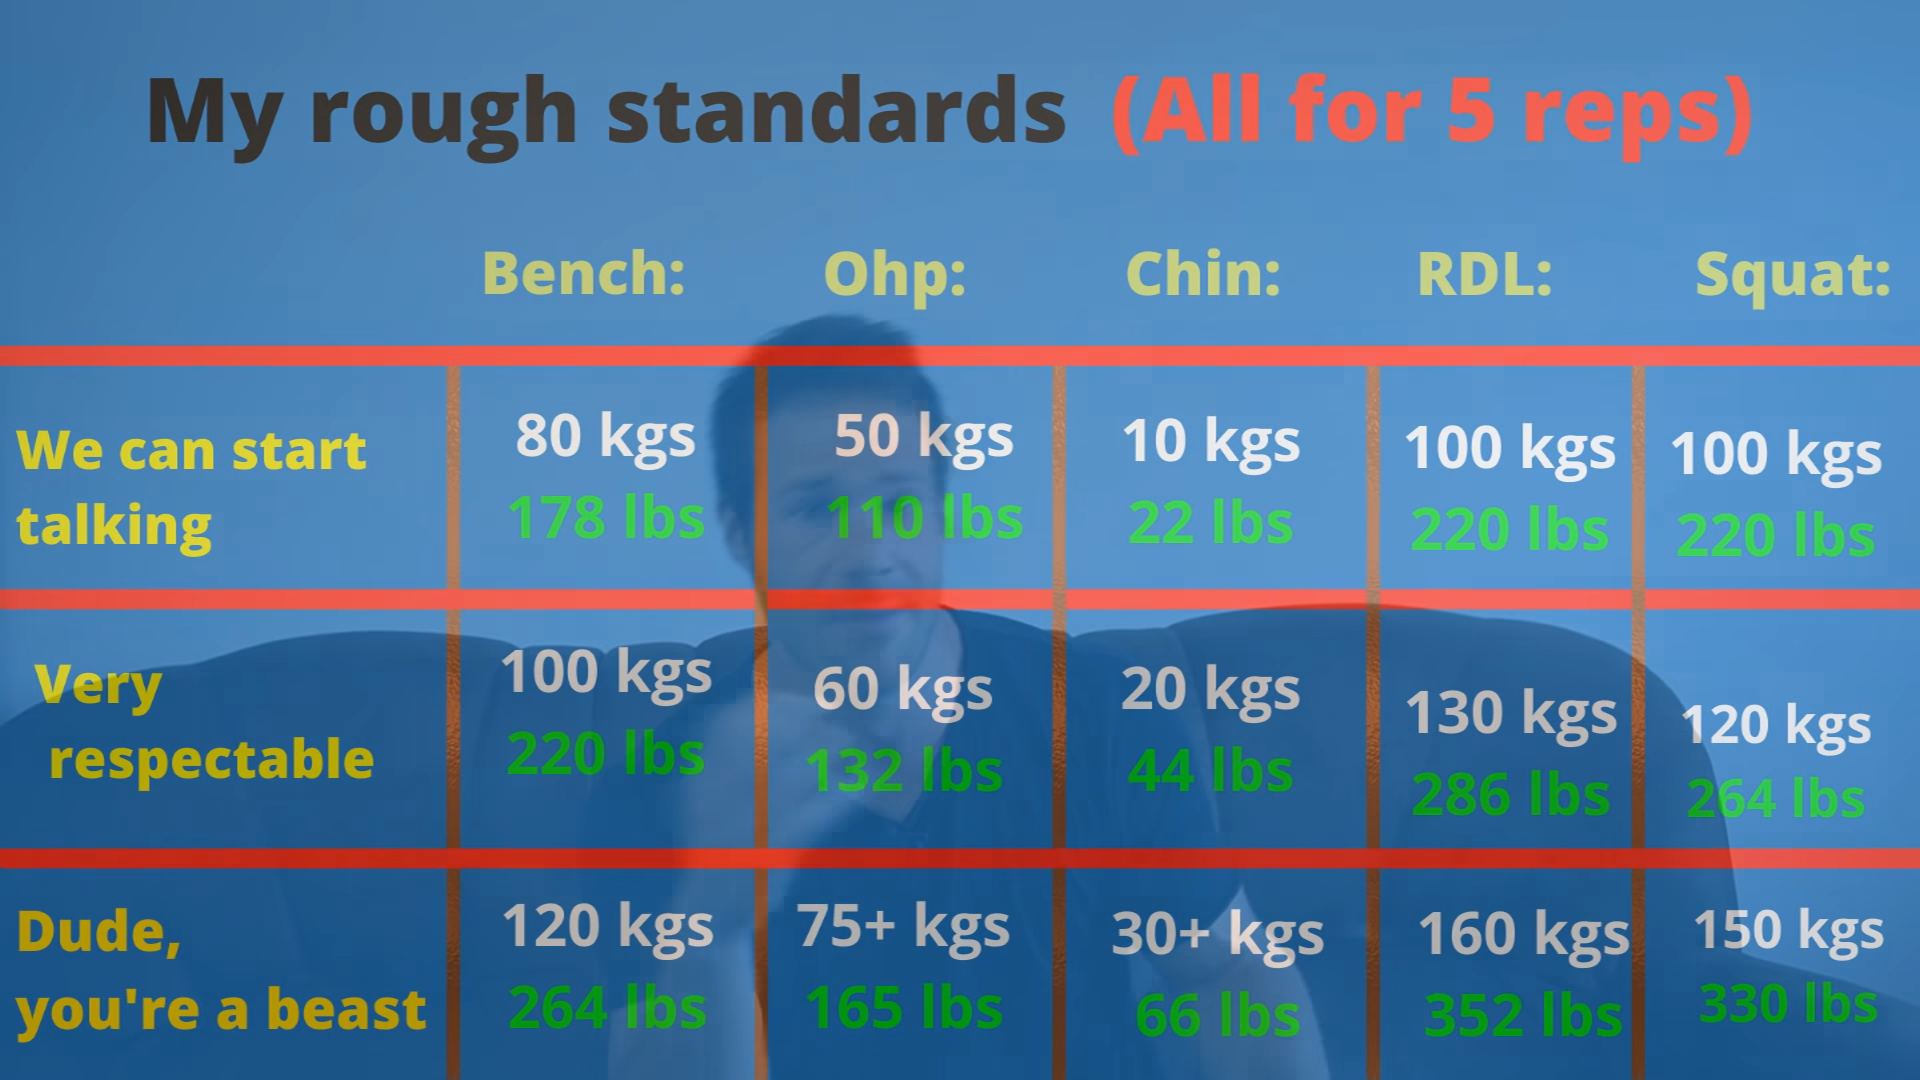 My rough standards (All for 5 reps)
Bench: Ohp: Chin: RDL: Squat:
We can start
talking
80 kgs 50 kgs 10 kgs 100 kgs 100 kgs
178 lbs 110 lbs 22 lbs 220 lbs 220 lbs
Very
respectable
100 kgs 60 kgs 20 kgs 130 kgs 120 kgs
220 lbs 132 lbs 44 lbs 286 lbs 264 lbs
Dude,
you're a beast
120 kgs 75+ kgs 30+ kgs 160 kgs 150 kgs
264 lbs 165 lbs 66 lbs 352 lbs 330 lbs